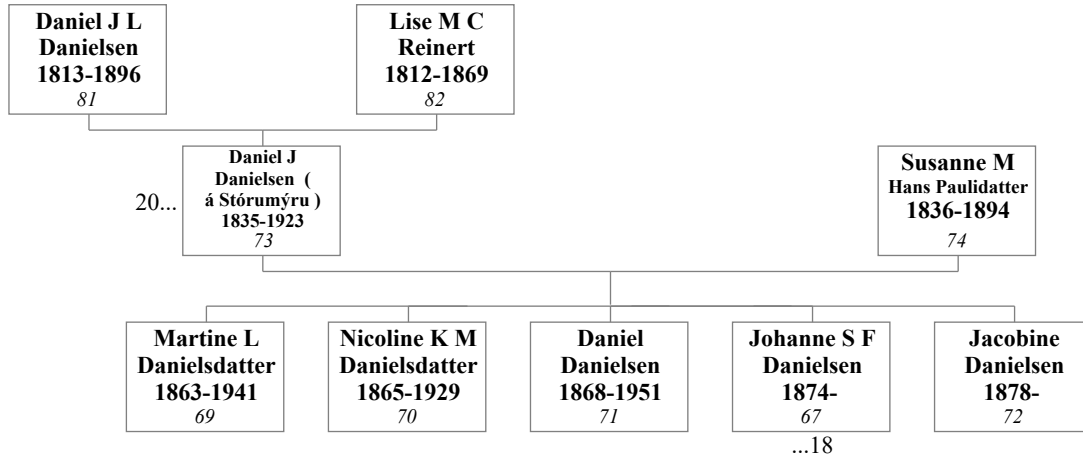 Daniel J L
Danielsen
1813-1896
81
Lise M C
Reinert
1812-1869
82
20...
Daniel J
Danielsen (
á Stórumýru )
1835-1923
73
Susanne M
Hans Paulidatter
1836-1894
74
Martine L
Danielsdatter
1863-1941
69
Nicoline K M
Danielsdatter
1865-1929
70
Daniel
Danielsen
1868-1951
71
Johanne S F
Danielsen
1874-
67
...18
Jacobine
Danielsen
1878-
72